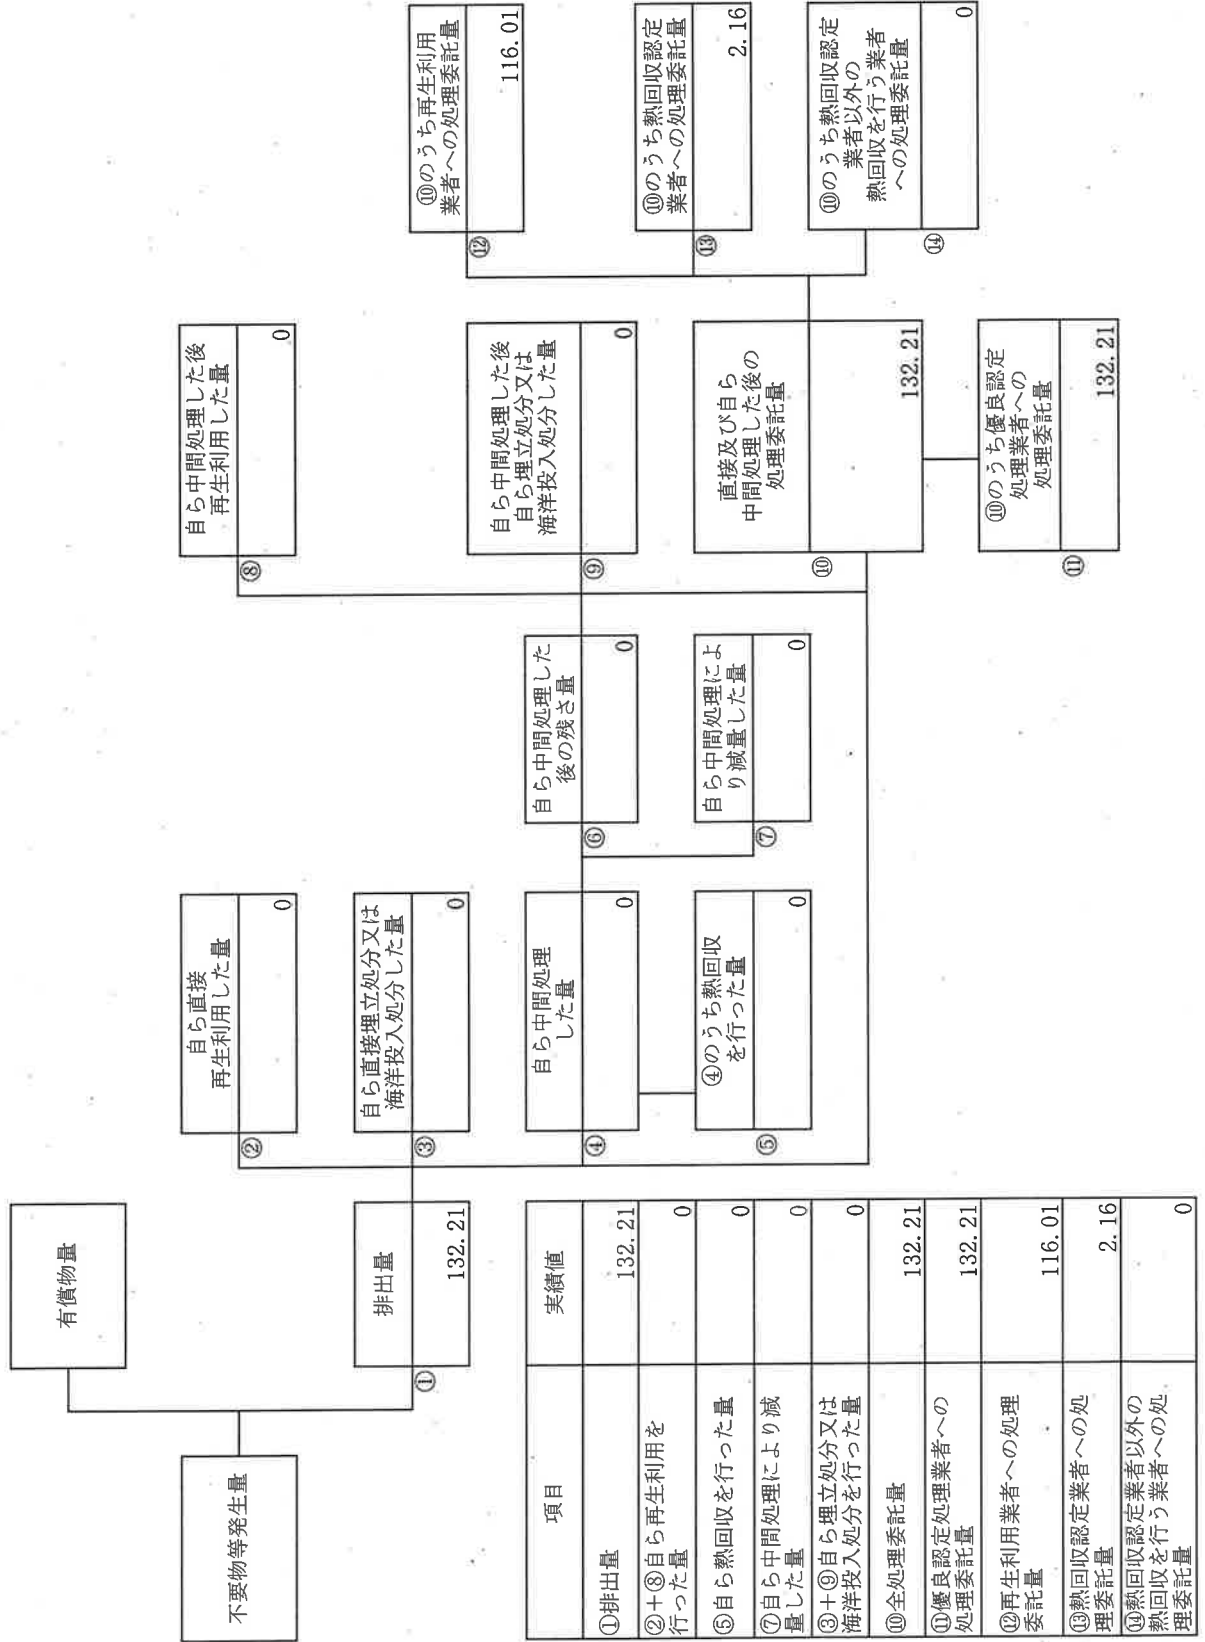 不要物等発生量
有償物量
排出量
①
132.21
自ら直接
再生利用した量
②
0
自ら直接埋立処分又は
海洋投入処分した量
③
0
自ら中間処理
した量
④
0
④のうち熱回収
を行った量
⑤
0
自ら中間処理した
後の残さ量
⑥
0
自ら中間処理によ
り減量した量
⑦
0
自ら中間処理した後
再生利用した量
⑧
0
自ら中間処理した後
自ら埋立処分又は
海洋投入処分した量
⑨
0
直接及び自ら
中間処理した後の
処理委託量
⑩
132.21
⑩のうち優良認定
処理業者への
処理委託量
⑪
132.21
⑩のうち再生利用
業者への処理委託量
⑫
116.01
⑩のうち熱回収認定
業者への処理委託量
⑬
2.16
⑩のうち熱回収認定
業者以外の
熱回収を行う業者
への処理委託量
⑭
0
項目 実績値
①排出量 132.21
②+⑧自ら再生利用を
行った量 0
⑤自ら熱回収を行った量 0
⑦自ら中間処理により減
量した量 0
③+⑨自ら埋立処分又は
海洋投入処分を行った量 0
⑩全処理委託量 132.21
⑪優良認定処理業者への
処理委託量 132.21
⑫再生利用業者への処理
委託量 116.01
⑬熱回収認定業者への処
理委託量 2.16
⑭熱回収認定業者以外の
熱回収を行う業者への処
理委託量 0